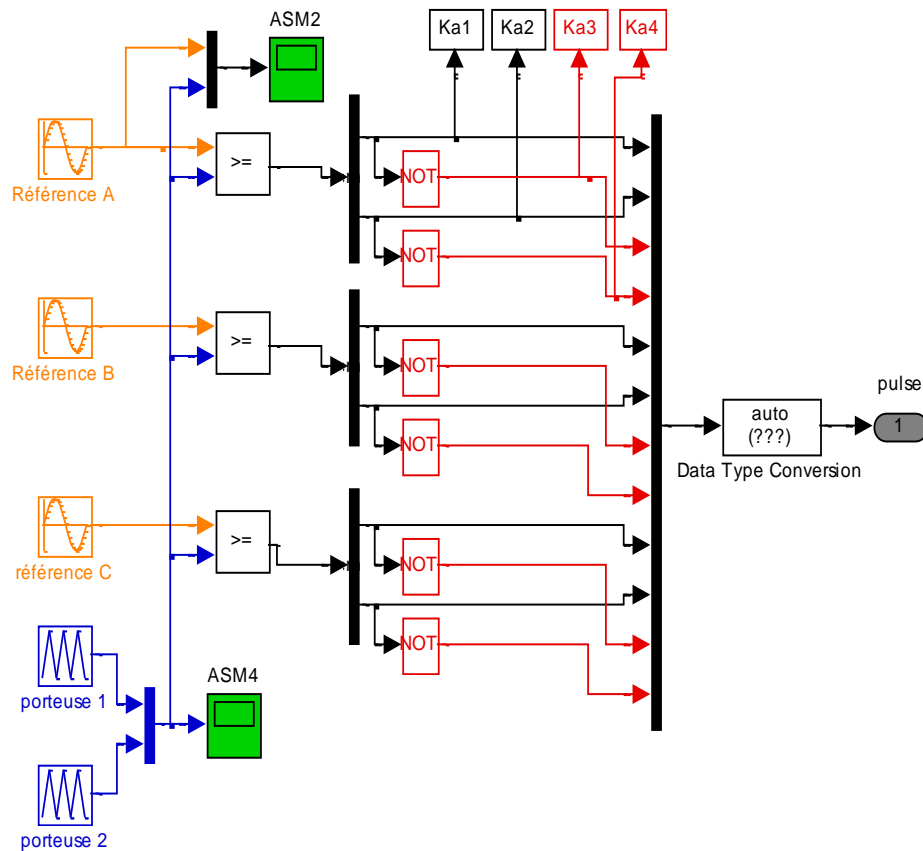 ASM2
Ka1
Ka2
Ka3
Ka4
Référence A
>=
NOT
NOT
Référence B
>=
NOT
NOT
pulse
auto
(???)
1
Data Type Conversion
référence C
>=
NOT
NOT
porteuse 1
ASM4
porteuse 2